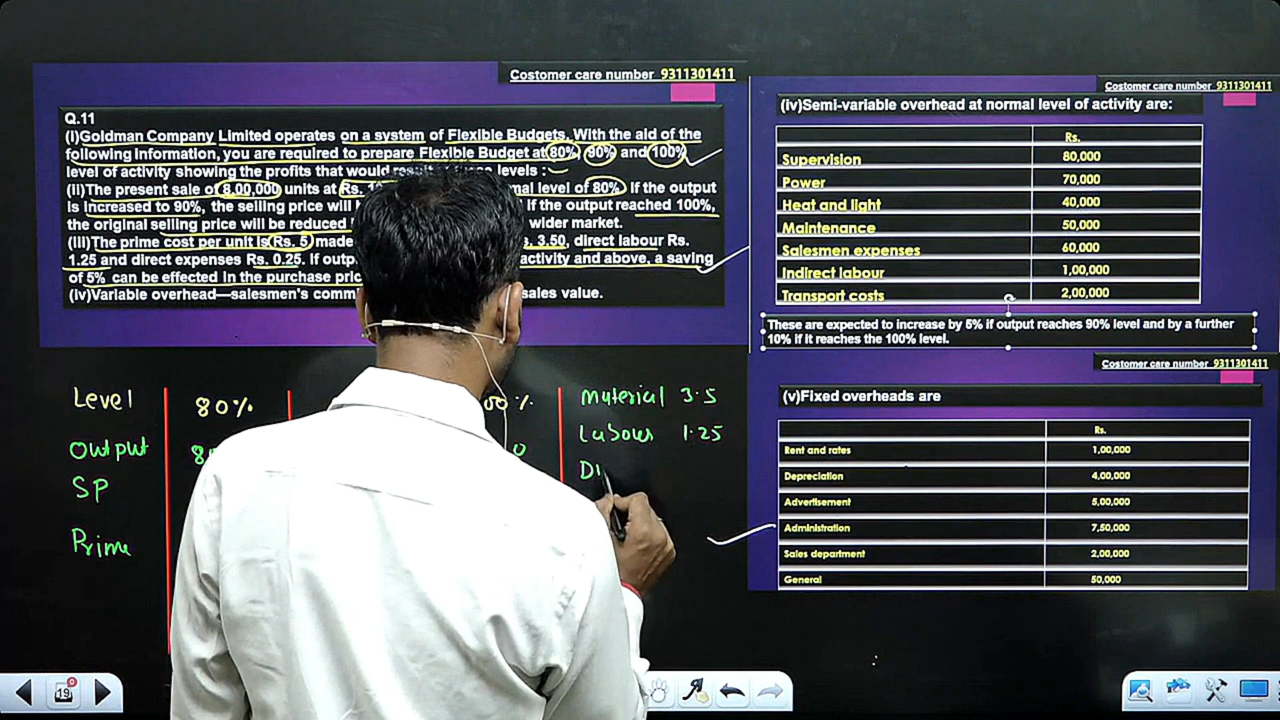 Costomer care number 9311301411
Q.11
(i)Goldman Company Limited operates on a system of Flexible Budgets. With the aid of the
following information, you are required to prepare Flexible Budget at 80%, 90% and 100%
level of activity showing the profits that would result levels :
(ii)The present sale of 8,00,000 units at Rs. level of 80%. If the output
is increased to 90%, the selling price will If the output reached 100%,
the original selling price will be reduced wider market.
(iii)The prime cost per unit is Rs. 5 made 3.50, direct labour Rs.
1.25 and direct expenses Rs. 0.25. If activity and above, a saving
of 5% can be effected in the purchase
(iv)Variable overhead—salesmen's sales value.
Level 80%
Output
SP
Prime
Material 3.5
Labour 1.25
Costomer care number 9311301411
(iv)Semi-variable overhead at normal level of activity are:
Rs.
Supervision 80,000
Power 70,000
Heat and light 40,000
Maintenance 50,000
Salesmen expenses 60,000
Indirect labour 1,00,000
Transport costs 2,00,000
These are expected to increase by 5% if output reaches 90% level and by a further
10% if it reaches the 100% level.
Costomer care number 9311301411
(v)Fixed overheads are
Rs.
Rent and rates 1,00,000
Depreciation 4,00,000
Advertisement 5,00,000
Administration 7,50,000
Sales department 2,00,000
General 50,000
19